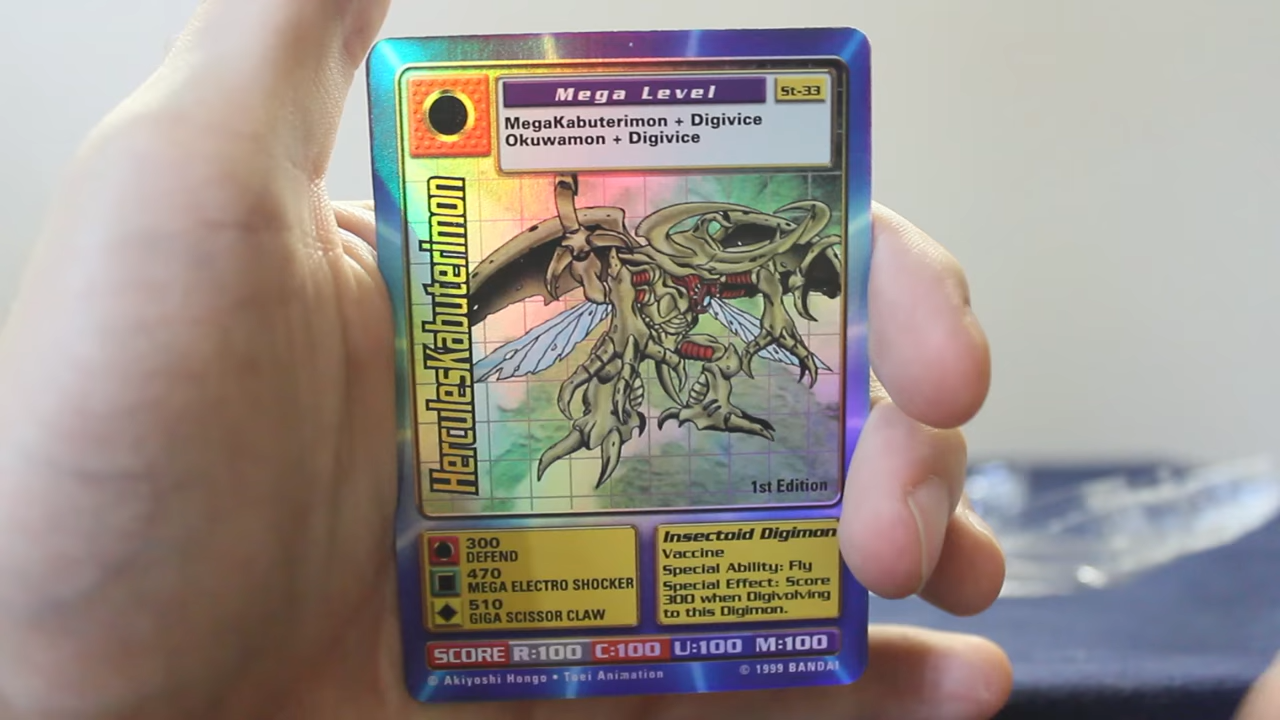 Mega Level
St-33
MegaKabuterimon + Digivice
Okuwamon + Digivice
HerculesKabuterimon
1st Edition
300
DEFEND
470
MEGA ELECTRO SHOCKER
510
GIGA SCISSOR CLAW
Insectoid Digimon
Vaccine
Special Ability: Fly
Special Effect: Score
300 when Digivolving
to this Digimon.
SCORE R:100 C:100 U:100 M:100
© Akiyoshi Hongo • Toei Animation
© 1999 BANDAI